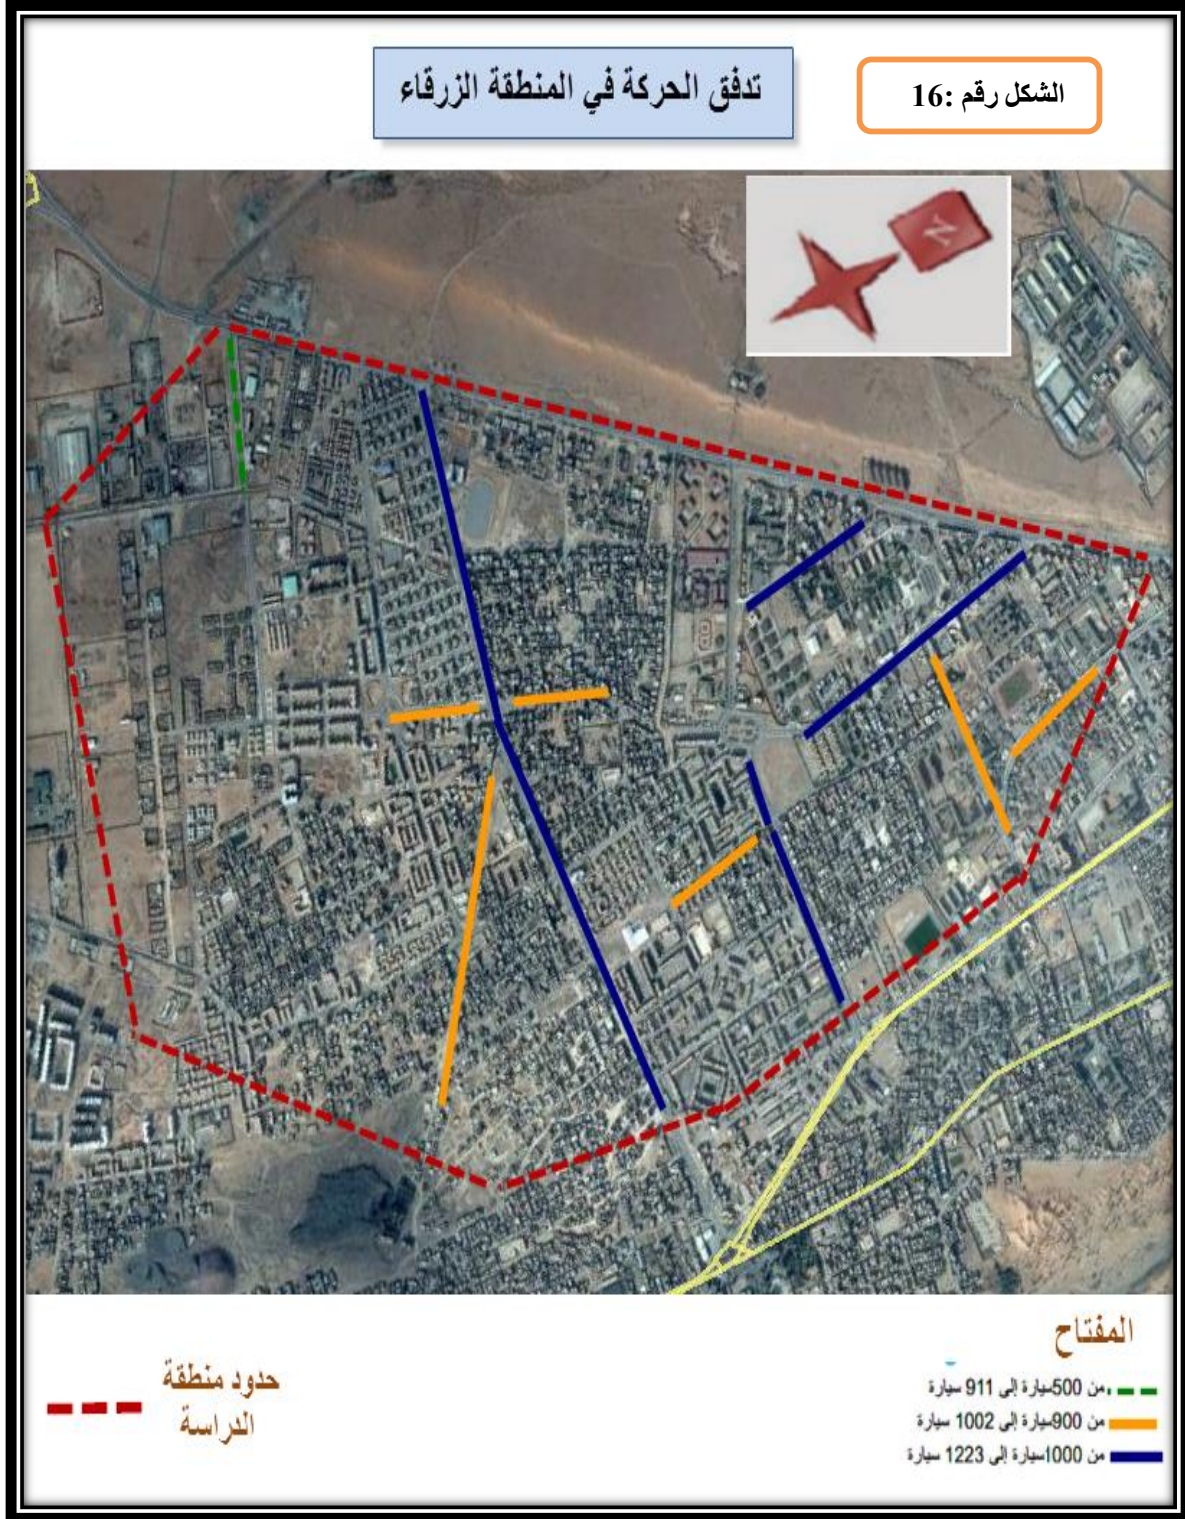 الشكل رقم :16
تدفق الحركة في المنطقة الزرقاء
N
المفتاح
من 500سيارة إلى 911 سيارة
من 900سيارة إلى 1002 سيارة
من 1000سيارة إلى 1223 سيارة
حدود منطقة
الدراسة